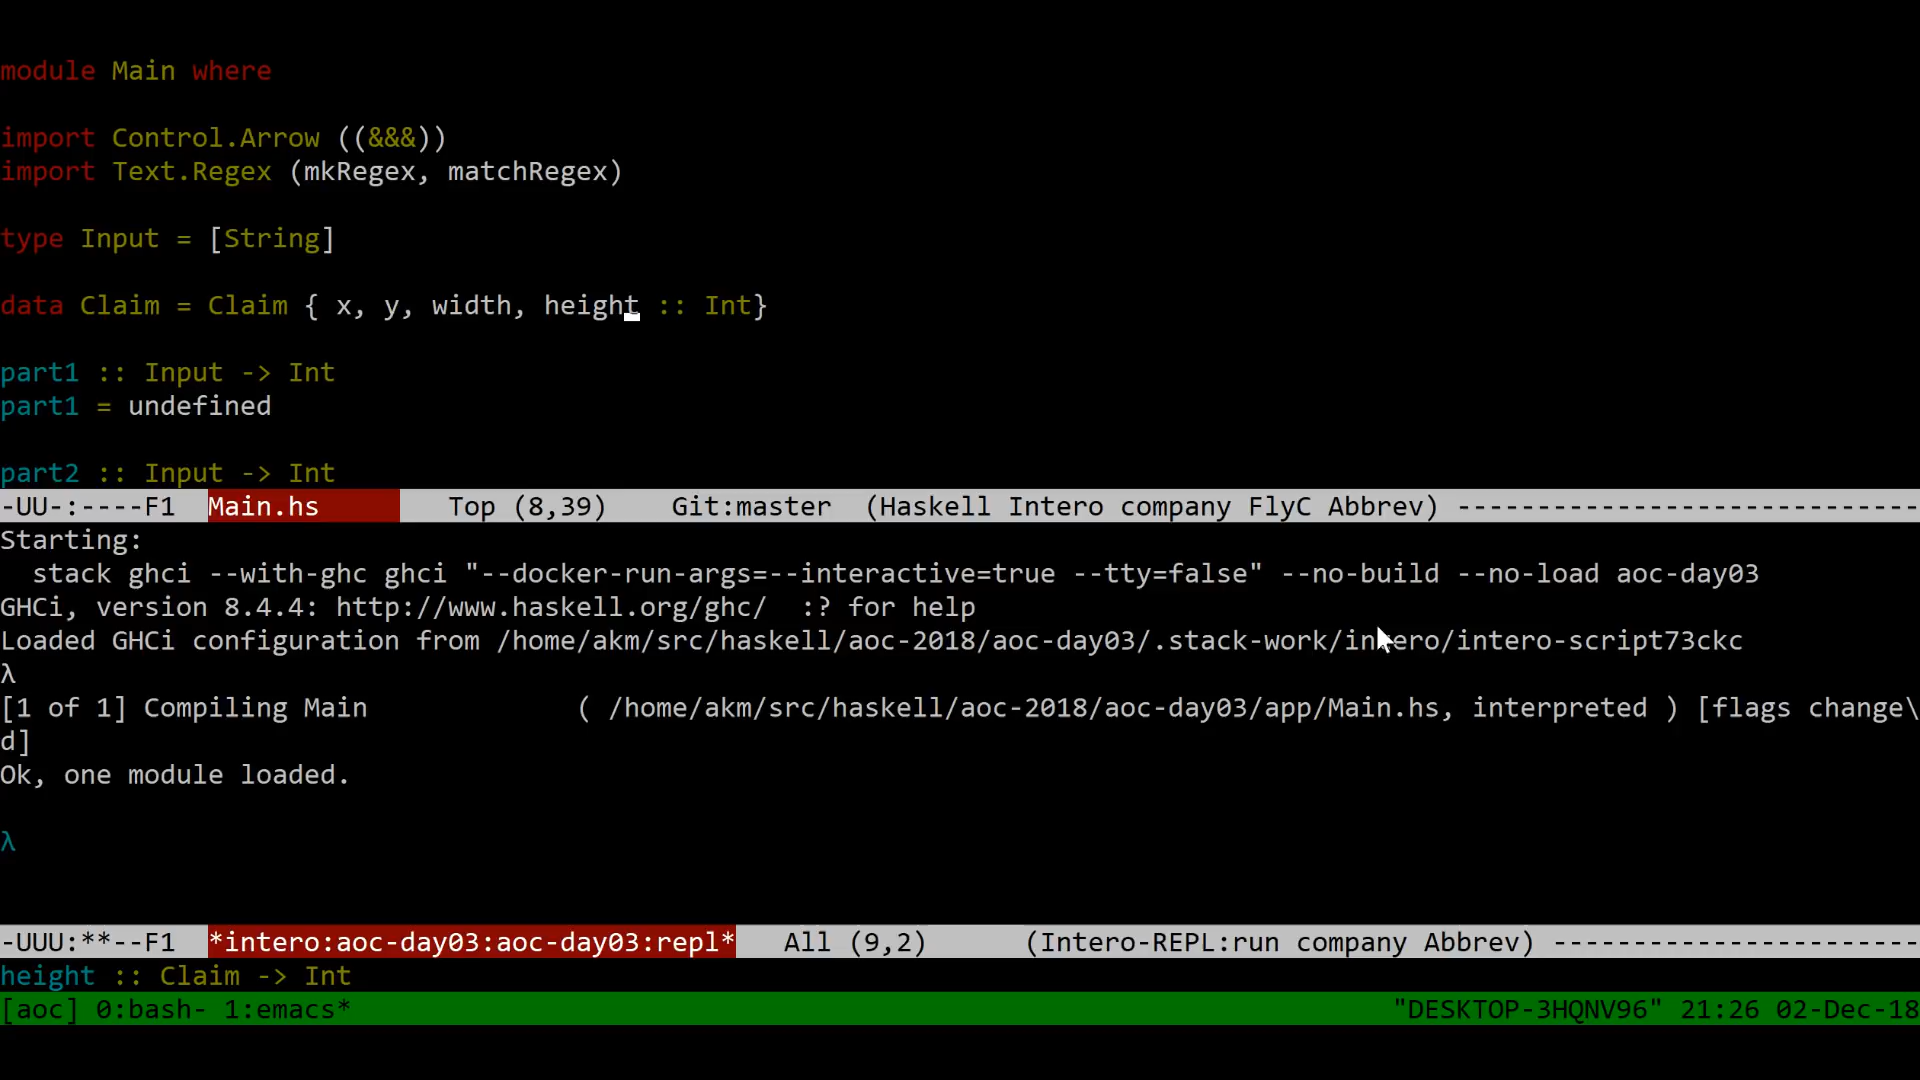 module Main where
import Control.Arrow ((&&&))
import Text.Regex (mkRegex, matchRegex)
type Input = [String]
data Claim = Claim { x, y, width, height :: Int}
part1 :: Input -> Int
part1 = undefined
part2 :: Input -> Int
-UU-:----F1  Main.hs        Top (8,39)    Git:master  (Haskell Intero company FlyC Abbrev) -----------------------------
Starting:
  stack ghci --with-ghc ghci "--docker-run-args=--interactive=true --tty=false" --no-build --no-load aoc-day03
GHCi, version 8.4.4: http://www.haskell.org/ghc/  :? for help
Loaded GHCi configuration from /home/akm/src/haskell/aoc-2018/aoc-day03/.stack-work/intero/intero-script73ckc
λ
[1 of 1] Compiling Main             ( /home/akm/src/haskell/aoc-2018/aoc-day03/app/Main.hs, interpreted ) [flags change\
d]
Ok, one module loaded.
λ
-UUU:**--F1  *intero:aoc-day03:aoc-day03:repl*   All (9,2)      (Intero-REPL:run company Abbrev) -----------------------
height :: Claim -> Int
[aoc] 0:bash- 1:emacs*                                                                 "DESKTOP-3HQNV96" 21:26 02-Dec-18